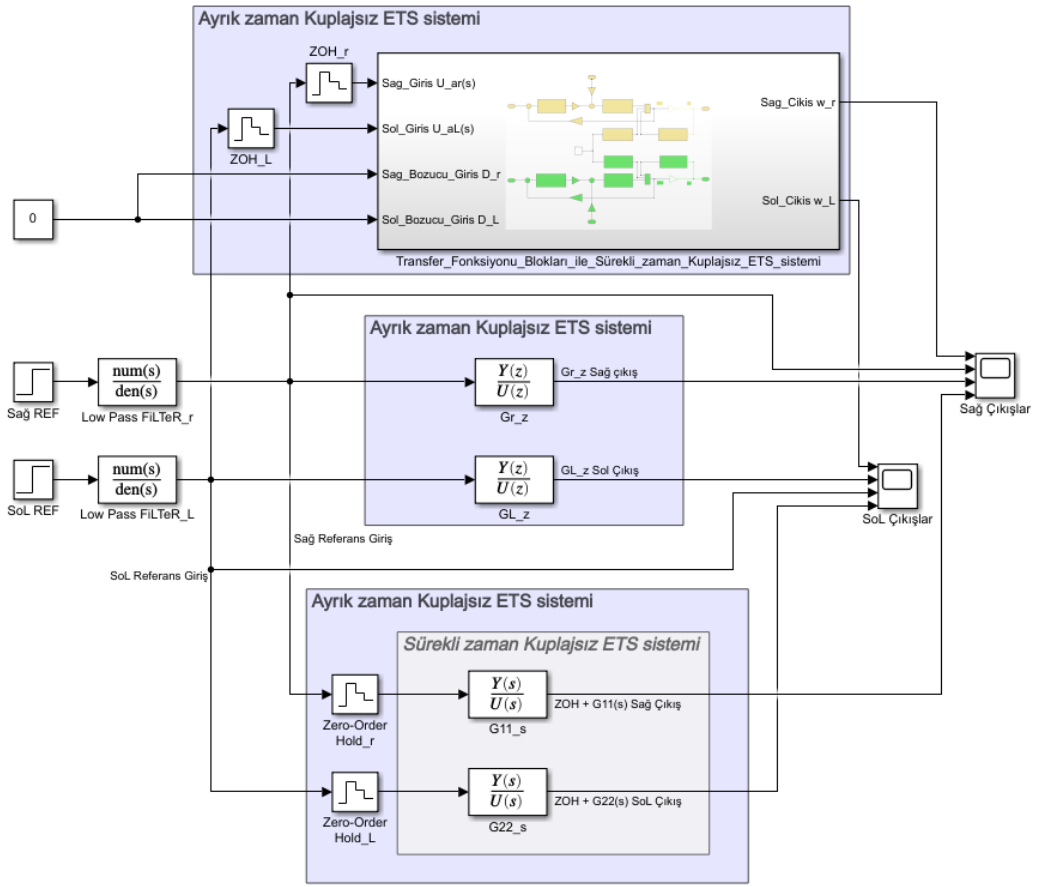 Ayrık zaman Kuplajsız ETS sistemi
ZOH_r
Sag_Giris U_ar(s)
Sag_Cikis w_r
Sol_Giris U_aL(s)
ZOH_L
Sag_Bozucu_Giris D_r
Sol_Cikis w_L
0
Sol_Bozucu_Giris D_L
Transfer_Fonksiyonu_Blokları_ile_Sürekli_zaman_Kuplajsız_ETS_sistemi
Ayrık zaman Kuplajsız ETS sistemi
num(s)
den(s)
Y(z)
U(z)
Gr_z Sağ çıkış
Sağ REF
Low Pass FiLTeR_r
Gr_z
Sağ Çıkışlar
num(s)
den(s)
Y(z)
U(z)
GL_z Sol Çıkış
SoL REF
Low Pass FiLTeR_L
GL_z
SoL Çıkışlar
Sağ Referans Giriş
SoL Referans Giriş
Ayrık zaman Kuplajsız ETS sistemi
Sürekli zaman Kuplajsız ETS sistemi
Y(s)
U(s)
ZOH + G11(s) Sağ Çıkış
Zero-Order
Hold_r
G11_s
Y(s)
U(s)
ZOH + G22(s) SoL Çıkış
Zero-Order
Hold_L
G22_s